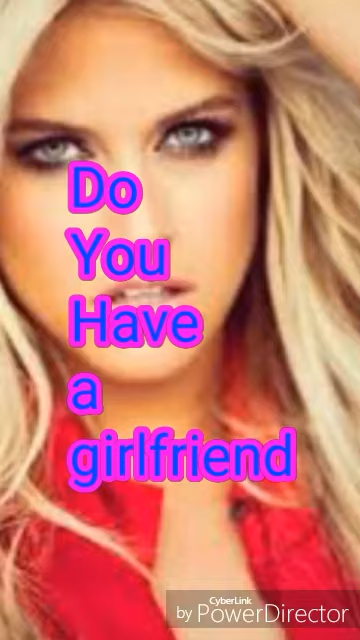 Do
You
Have
a
girlfriend
CyberLink
by PowerDirector